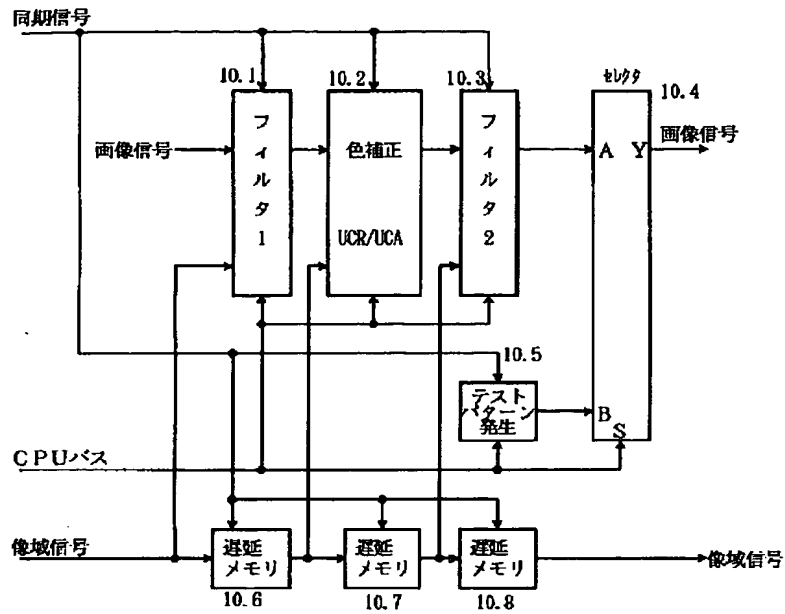 同期信号
10.1
10.2
10.3
セレクタ
10.4
フィルタ1
画像信号
色補正
UCR/UCA
フィルタ2
A
Y
画像信号
10.5
テスト
パターン
発生
B
S
CPUバス
像域信号
遅延
メモリ
遅延
メモリ
遅延
メモリ
像域信号
10.6
10.7
10.8